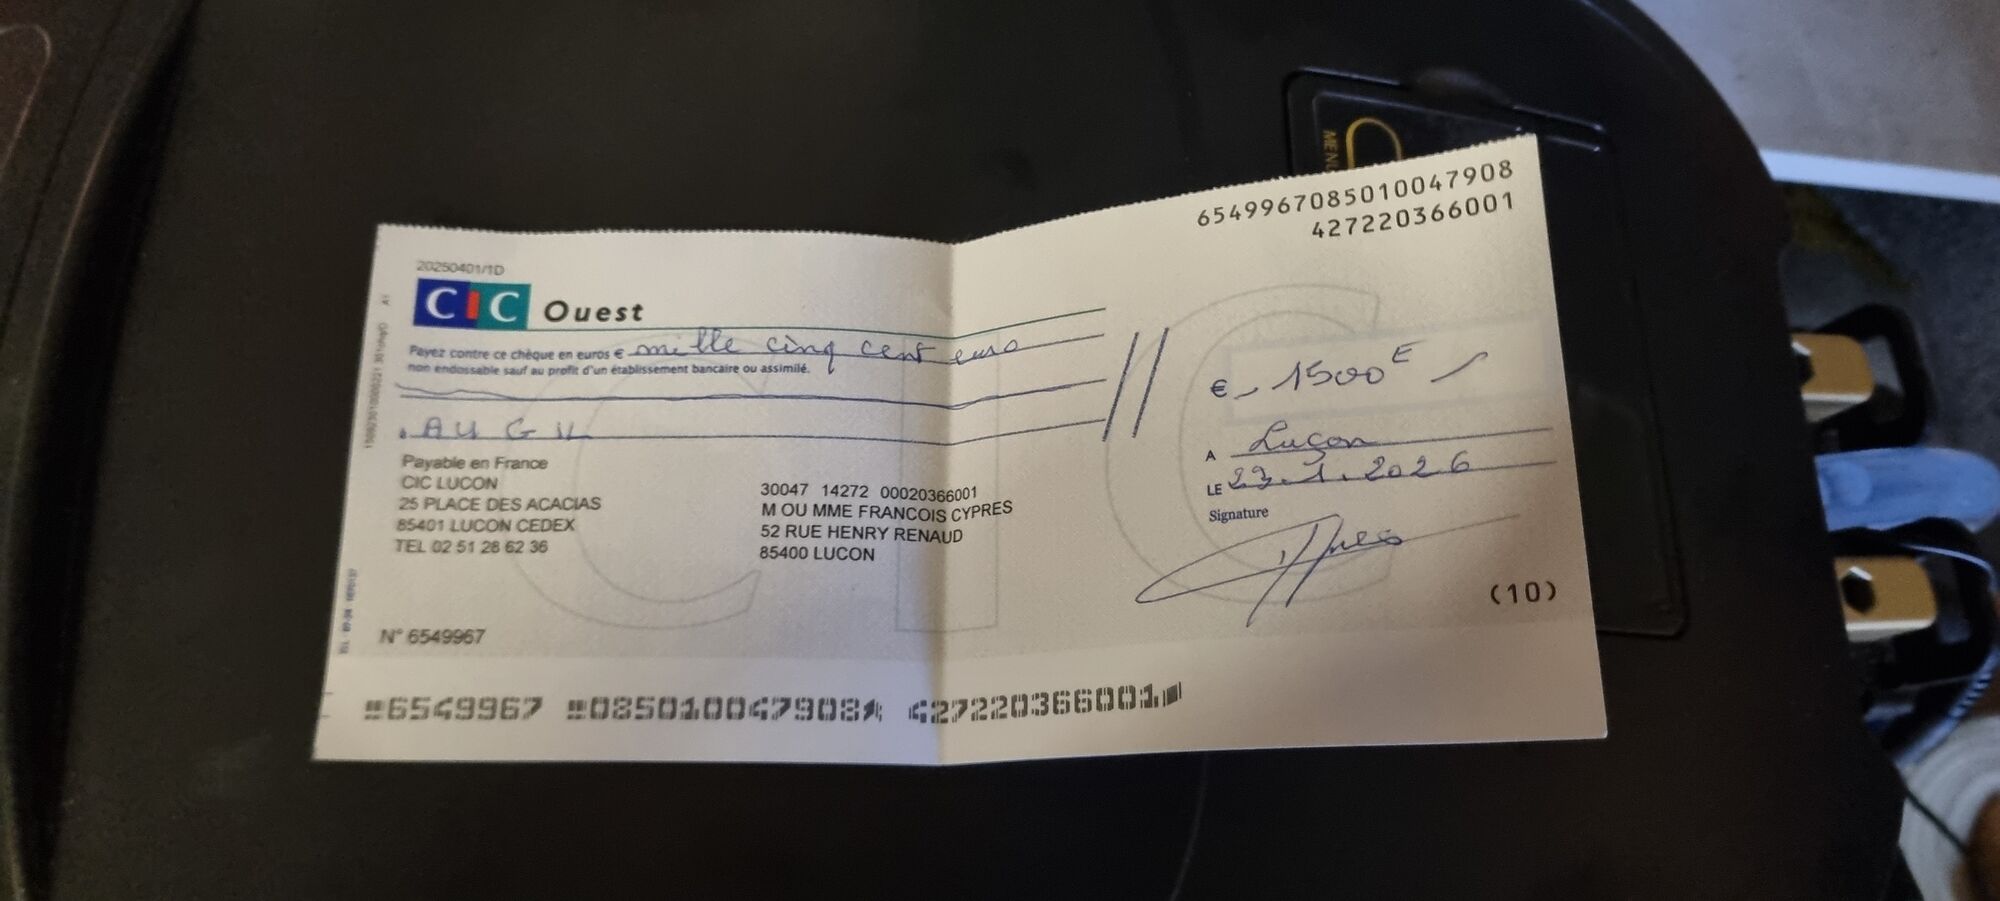 6549967085010047908
427220366001
20250401/1D
CIC Ouest
Payez contre ce chèque en euros € mille cinq cent euro
non endossable sauf au profit d'un établissement bancaire ou assimilé.
€ 1500 E
AUGIL
A Luçon
LE 23.1.2026
Signature
Payable en France
CIC LUCON
25 PLACE DES ACACIAS
85401 LUCON CEDEX
TEL 02 51 28 62 36
30047 14272 00020366001
M OU MME FRANCOIS CYPRES
52 RUE HENRY RENAUD
85400 LUCON
(10)
N° 6549967
6549967 085010047908 427220366001